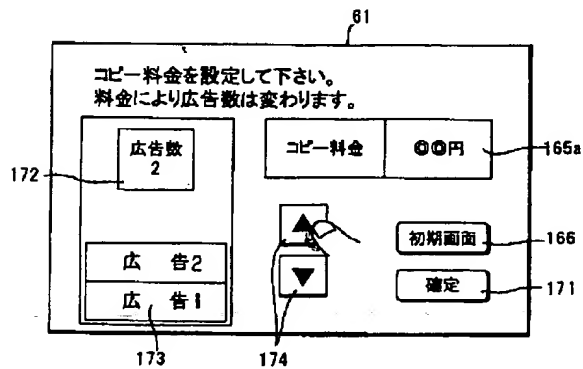 61
コピー料金を設定して下さい。
料金により広告数は変わります。
広告数
2
172
コピー料金
◎◎円
165a
▲
初期画面
166
広 告2
▼
確定
171
広 告1
173
174